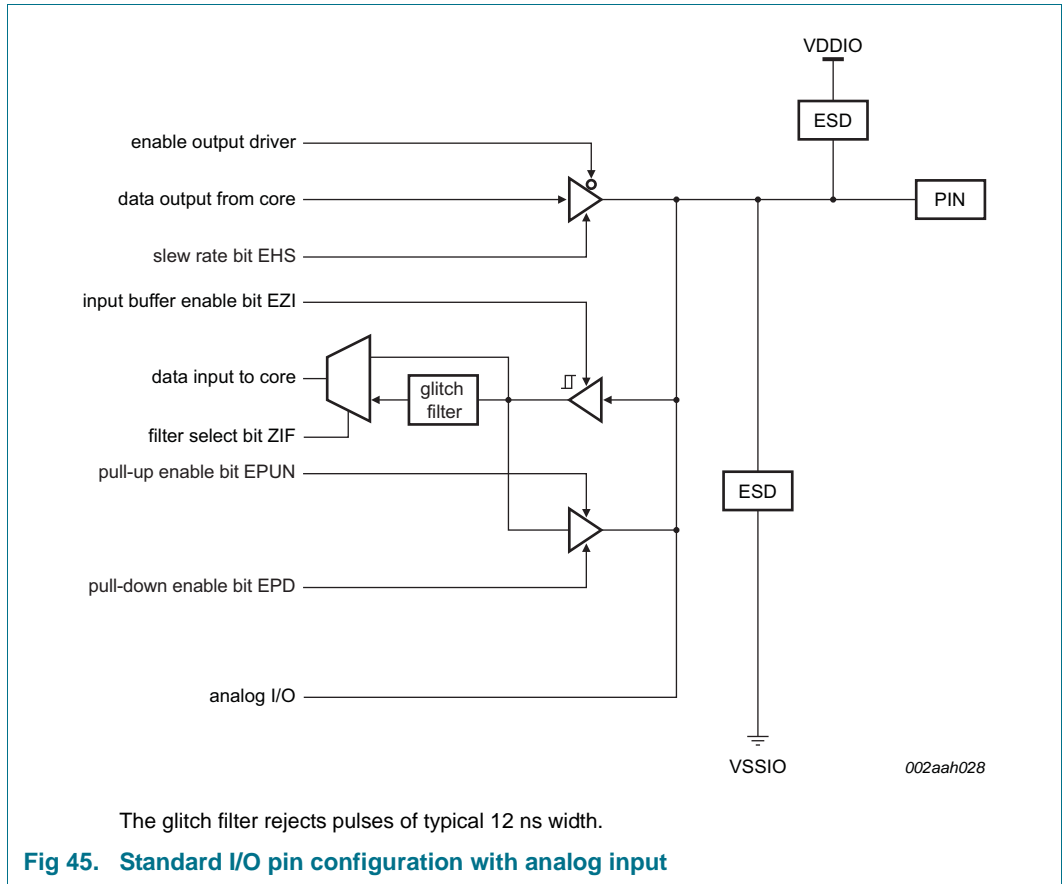 VDDIO
ESD
enable output driver
data output from core
PIN
slew rate bit EHS
input buffer enable bit EZI
data input to core
glitch
filter
filter select bit ZIF
pull-up enable bit EPUN
ESD
pull-down enable bit EPD
analog I/O
VSSIO
002aah028
The glitch filter rejects pulses of typical 12 ns width.
Fig 45. Standard I/O pin configuration with analog input